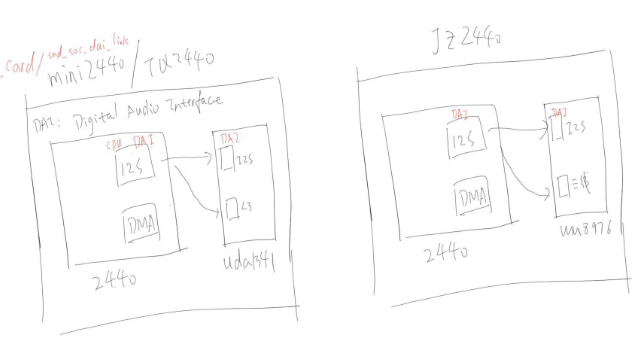 _card/snd_soc_dai_link
mini2440/TQ2440
DAI: Digital Audio Interface
CPU DAI
I2S
DMA
2440
DAI
I2S
L3
uda1341
JZ2440
DAI
I2S
DMA
2440
DAI
I2S
wm8976